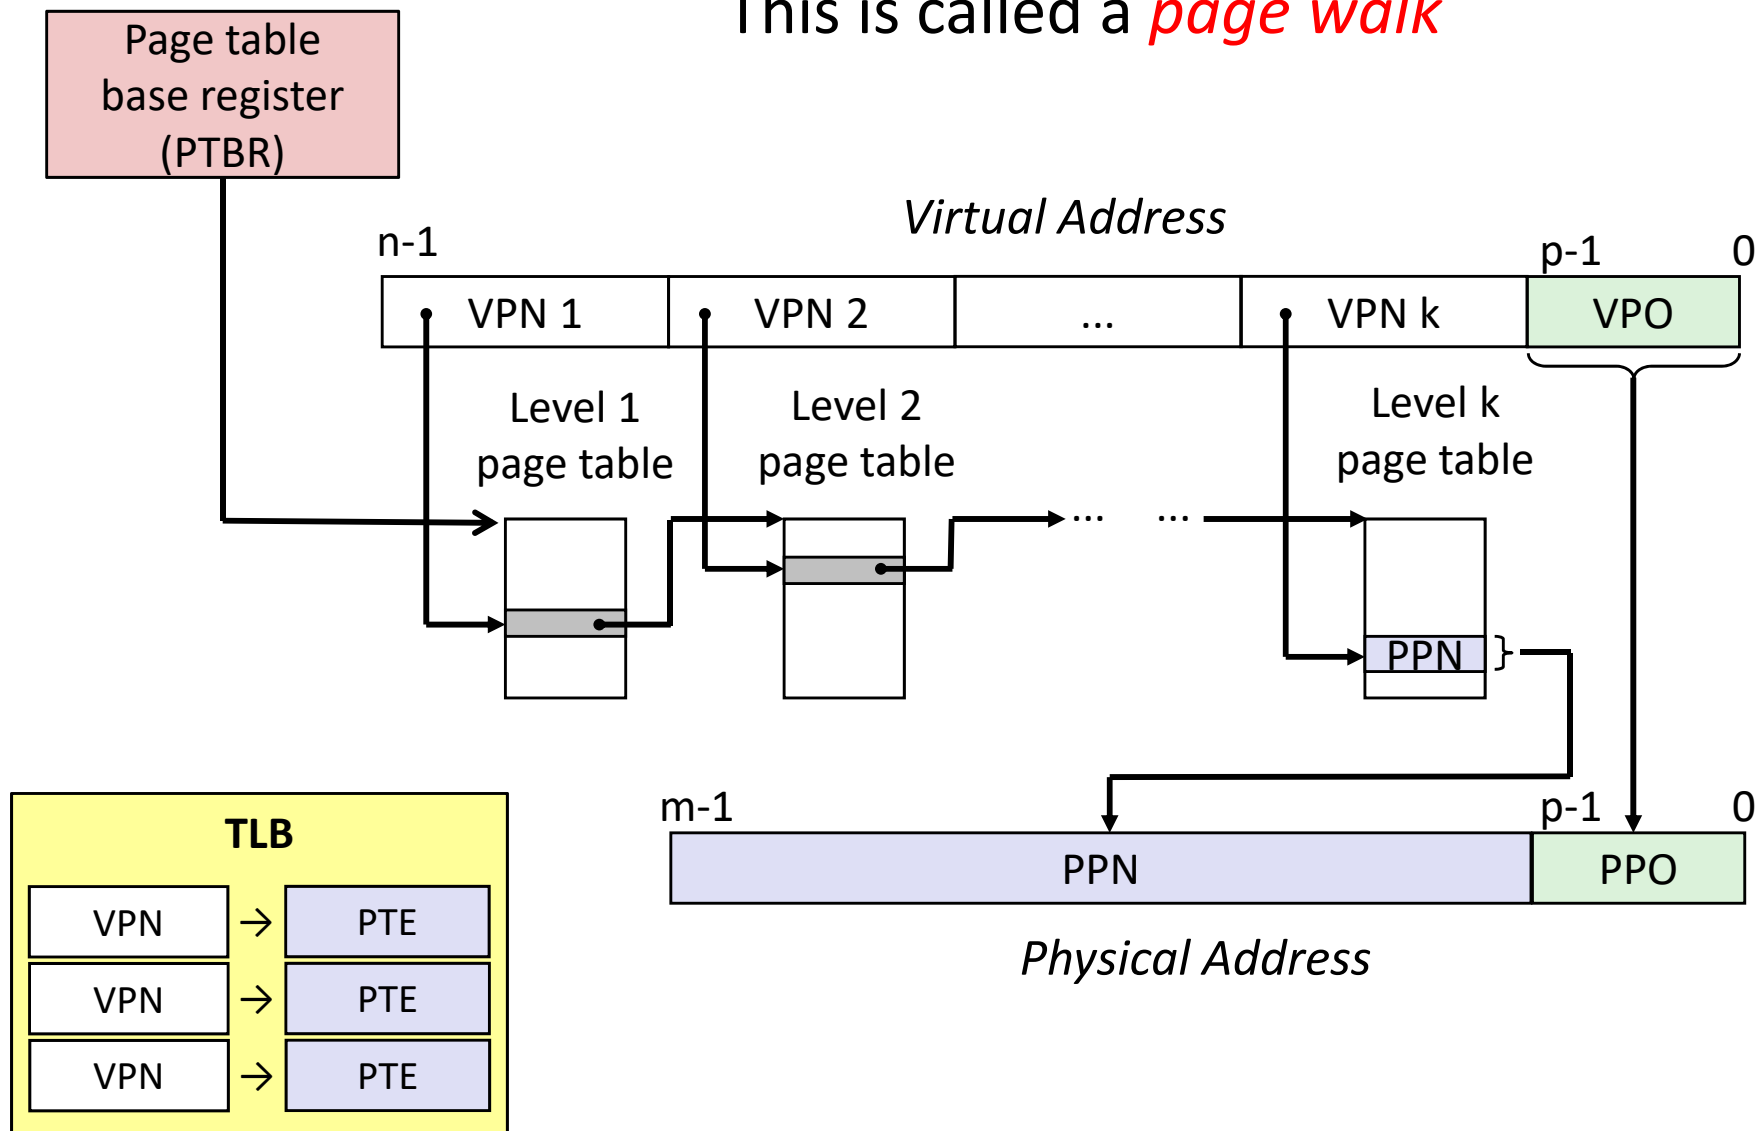 This is called a page walk
Page table
base register
(PTBR)
Virtual Address
n-1
p-1
0
VPN 1
VPN 2
...
VPN k
VPO
Level 1
page table
Level 2
page table
Level k
page table
... ...
PPN
m-1
p-1
0
PPN
PPO
Physical Address
TLB
VPN → PTE
VPN → PTE
VPN → PTE